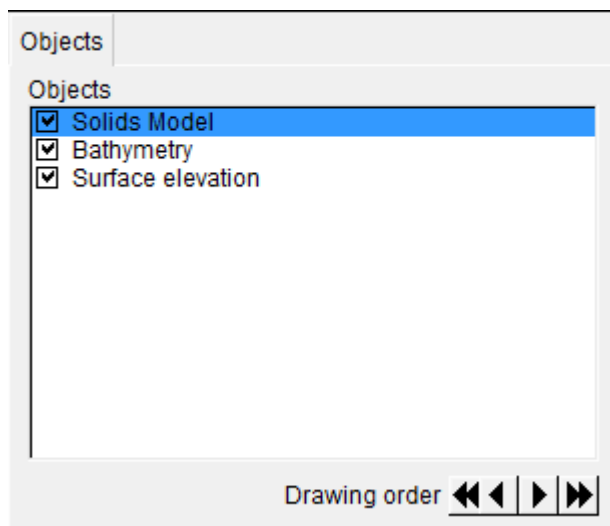 Objects
Objects
Solids Model
Bathymetry
Surface elevation
Drawing order